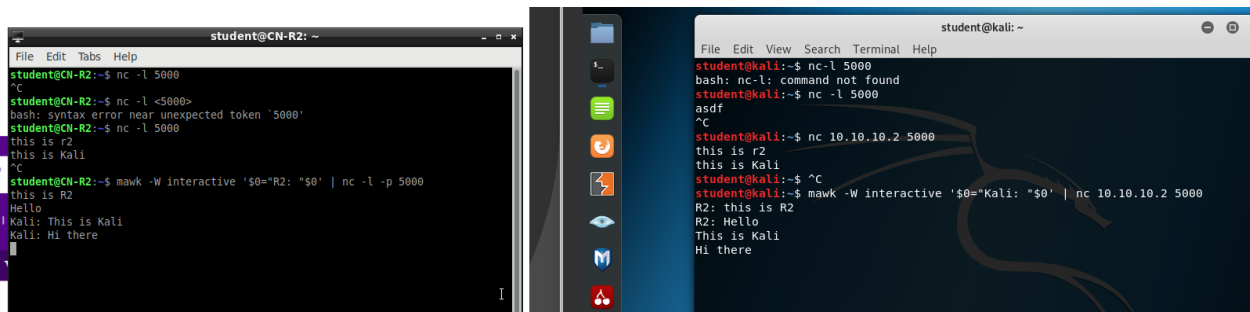 student@CN-R2: ~
File Edit Tabs Help
student@CN-R2:~$ nc -l 5000
^C
student@CN-R2:~$ nc -l <5000>
bash: syntax error near unexpected token `5000'
student@CN-R2:~$ nc -l 5000
this is r2
this is Kali
^C
student@CN-R2:~$ mawk -W interactive '$0="R2: "$0' | nc -l -p 5000
this is R2
Hello
Kali: This is Kali
Kali: Hi there
student@kali: ~
File Edit View Search Terminal Help
student@kali:~$ nc-l 5000
bash: nc-l: command not found
student@kali:~$ nc -l 5000
asdf
^C
student@kali:~$ nc 10.10.10.2 5000
this is r2
this is Kali
student@kali:~$ ^C
student@kali:~$ mawk -W interactive '$0="Kali: "$0' | nc 10.10.10.2 5000
R2: this is R2
R2: Hello
This is Kali
Hi there